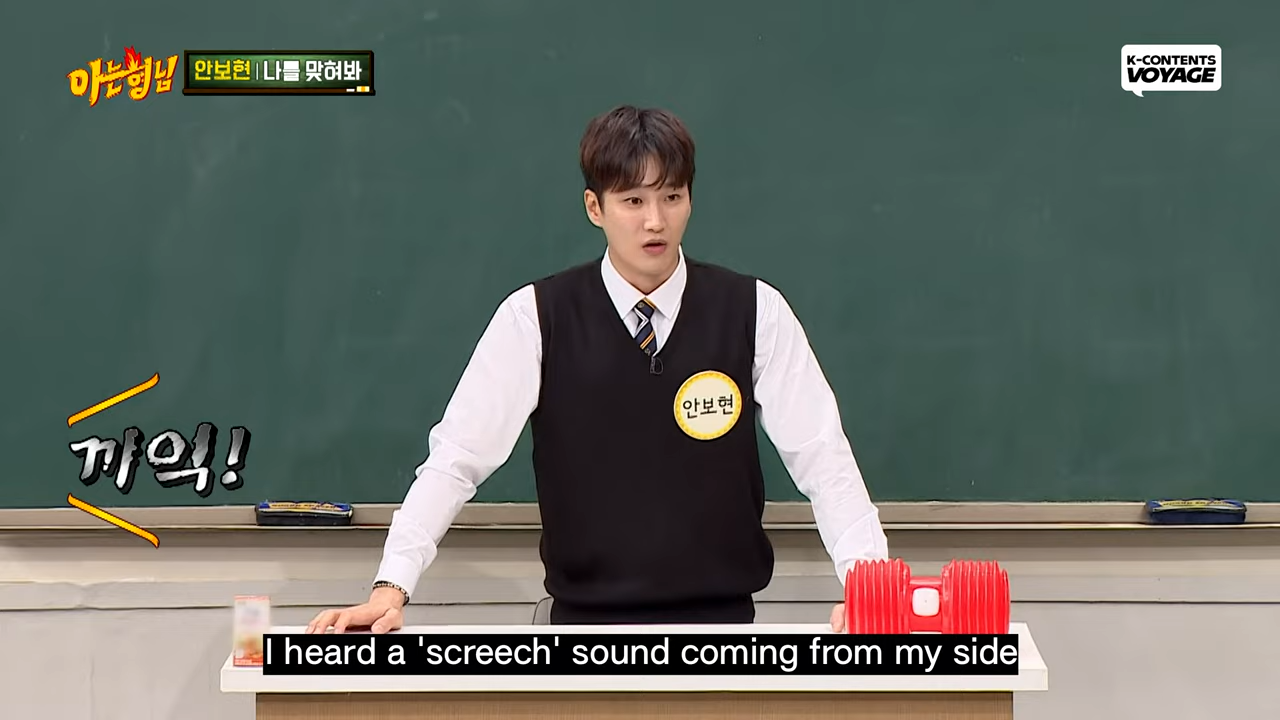 아는형님
안보현 | 나를 맞혀봐
K-CONTENTS
VOYAGE
안보현
꺄익!
I heard a 'screech' sound coming from my side